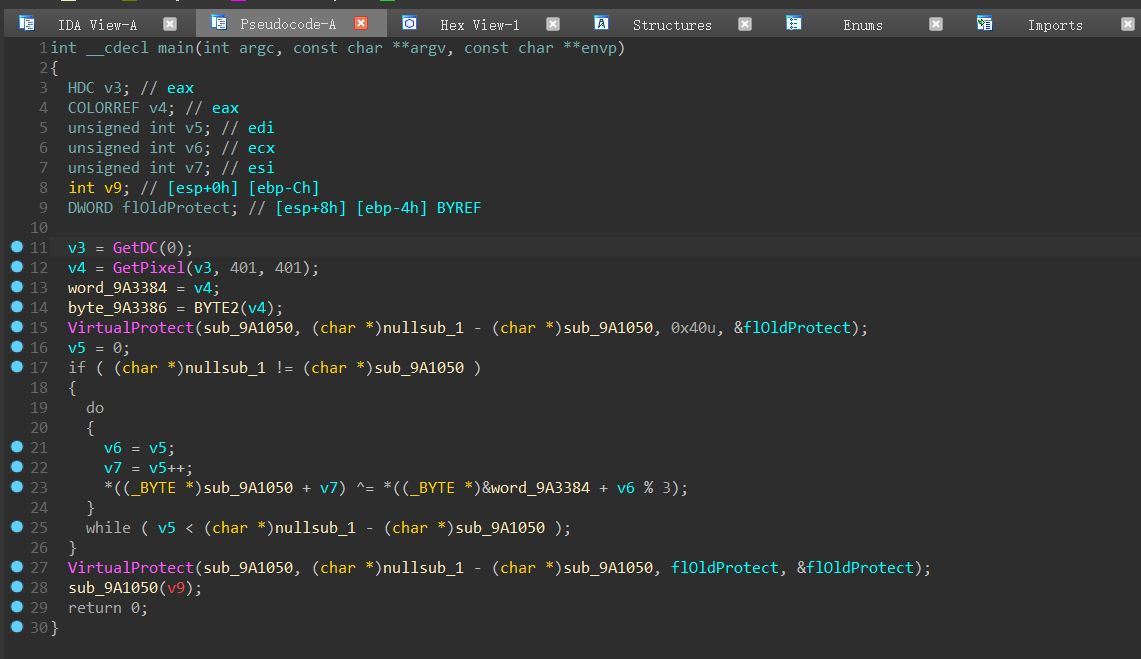 IDA View-A Pseudocode-A Hex View-1 Structures Enums Imports
1 int __cdecl main(int argc, const char **argv, const char **envp)
2 {
3 HDC v3; // eax
4 COLORREF v4; // eax
5 unsigned int v5; // edi
6 unsigned int v6; // ecx
7 unsigned int v7; // esi
8 int v9; // [esp+0h] [ebp-Ch]
9 DWORD flOldProtect; // [esp+8h] [ebp-4h] BYREF
10
11 v3 = GetDC(0);
12 v4 = GetPixel(v3, 401, 401);
13 word_9A3384 = v4;
14 byte_9A3386 = BYTE2(v4);
15 VirtualProtect(sub_9A1050, (char *)nullsub_1 - (char *)sub_9A1050, 0x40u, &flOldProtect);
16 v5 = 0;
17 if ( (char *)nullsub_1 != (char *)sub_9A1050 )
18 {
19 do
20 {
21 v6 = v5;
22 v7 = v5++;
23 *((_BYTE *)sub_9A1050 + v7) ^= *((_BYTE *)&word_9A3384 + v6 % 3);
24 }
25 while ( v5 < (char *)nullsub_1 - (char *)sub_9A1050 );
26 }
27 VirtualProtect(sub_9A1050, (char *)nullsub_1 - (char *)sub_9A1050, flOldProtect, &flOldProtect);
28 sub_9A1050(v9);
29 return 0;
30 }